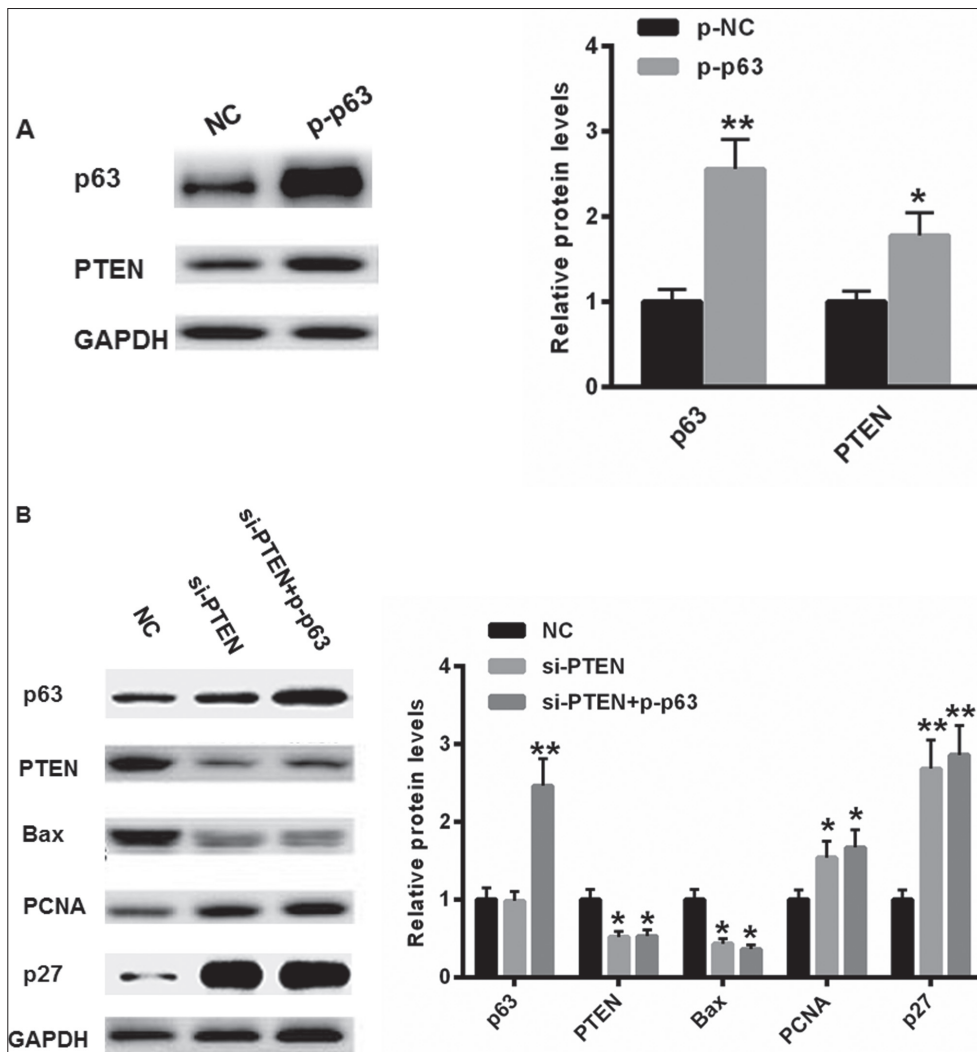 A
NC p-p63
p63
PTEN
GAPDH
p-NC
p-p63
Relative protein levels
4
3
2
1
0
**
*
p63 PTEN
B
NC si-PTEN si-PTEN+p-p63
p63
PTEN
Bax
PCNA
p27
GAPDH
NC
si-PTEN
si-PTEN+p-p63
Relative protein levels
4
3
2
1
0
**
* *
* *
* *
** **
p63 PTEN Bax PCNA p27